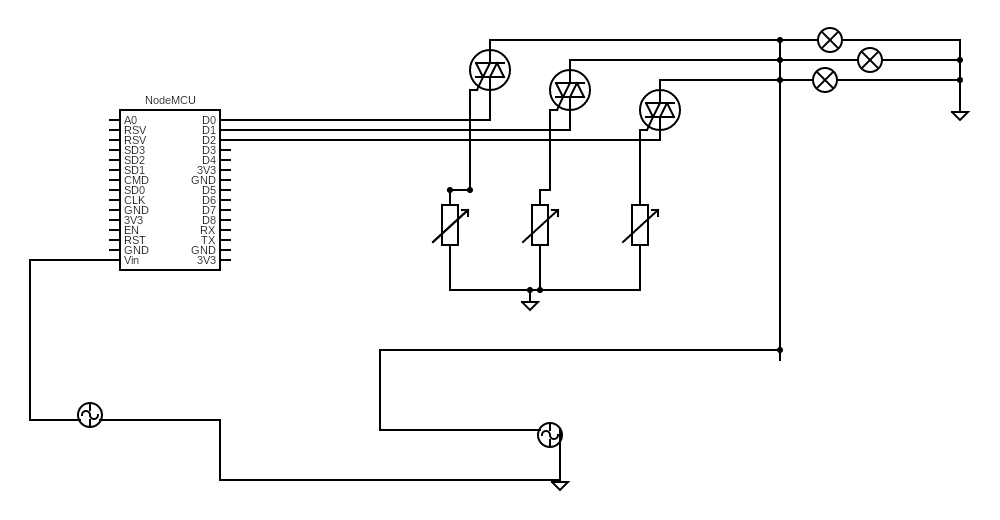 NodeMCU
A0 D0
RSV D1
RSV D2
SD3 D3
SD2 D4
SD1 3V3
CMD GND
SD0 D5
CLK D6
GND D7
3V3 D8
EN RX
RST TX
GND GND
Vin 3V3